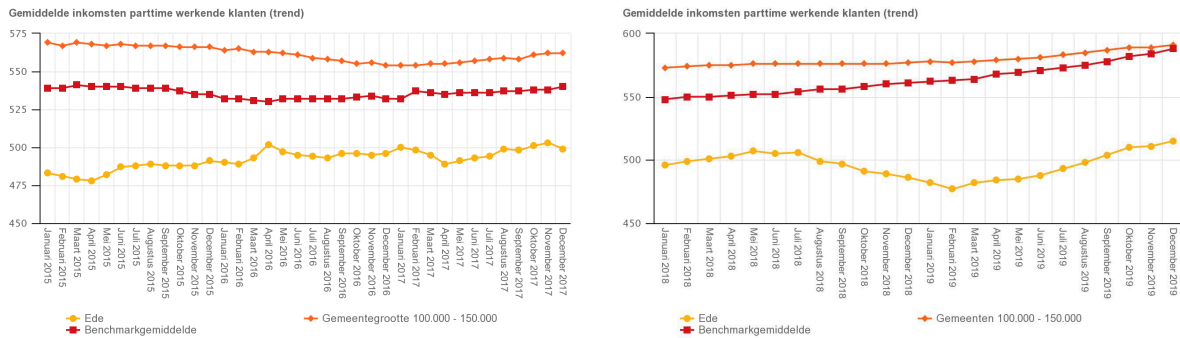 Gemiddelde inkomsten parttime werkende klanten (trend)
575
550
525
500
475
450
Januari 2015
Februari 2015
Maart 2015
April 2015
Mei 2015
Juni 2015
Juli 2015
Augustus 2015
September 2015
Oktober 2015
November 2015
December 2015
Januari 2016
Februari 2016
Maart 2016
April 2016
Mei 2016
Juni 2016
Juli 2016
Augustus 2016
September 2016
Oktober 2016
November 2016
December 2016
Januari 2017
Februari 2017
Maart 2017
April 2017
Mei 2017
Juni 2017
Juli 2017
Augustus 2017
September 2017
Oktober 2017
November 2017
December 2017
Ede
Gemeentegrootte 100.000 - 150.000
Benchmarkgemiddelde
Gemiddelde inkomsten parttime werkende klanten (trend)
600
550
500
450
Januari 2018
Februari 2018
Maart 2018
April 2018
Mei 2018
Juni 2018
Juli 2018
Augustus 2018
September 2018
Oktober 2018
November 2018
December 2018
Januari 2019
Februari 2019
Maart 2019
April 2019
Mei 2019
Juni 2019
Juli 2019
Augustus 2019
September 2019
Oktober 2019
November 2019
December 2019
Ede
Gemeenten 100.000 - 150.000
Benchmarkgemiddelde